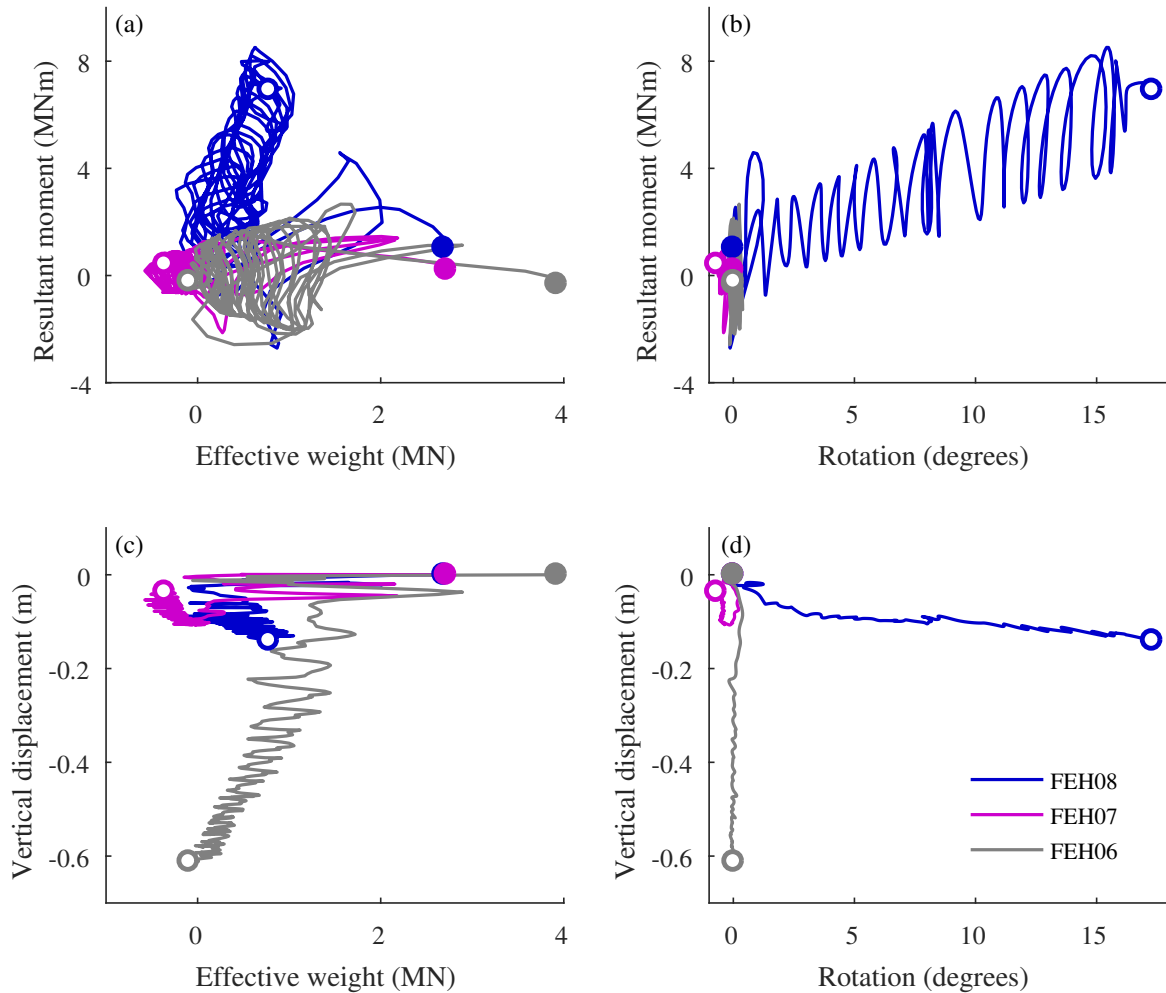 (a)
Resultant moment (MNm)
8
4
0
-4
0
2
4
Effective weight (MN)
(b)
Resultant moment (MNm)
8
4
0
-4
0
5
10
15
Rotation (degrees)
(c)
Vertical displacement (m)
0
-0.2
-0.4
-0.6
0
2
4
Effective weight (MN)
(d)
Vertical displacement (m)
0
-0.2
-0.4
-0.6
0
5
10
15
Rotation (degrees)
FEH08
FEH07
FEH06